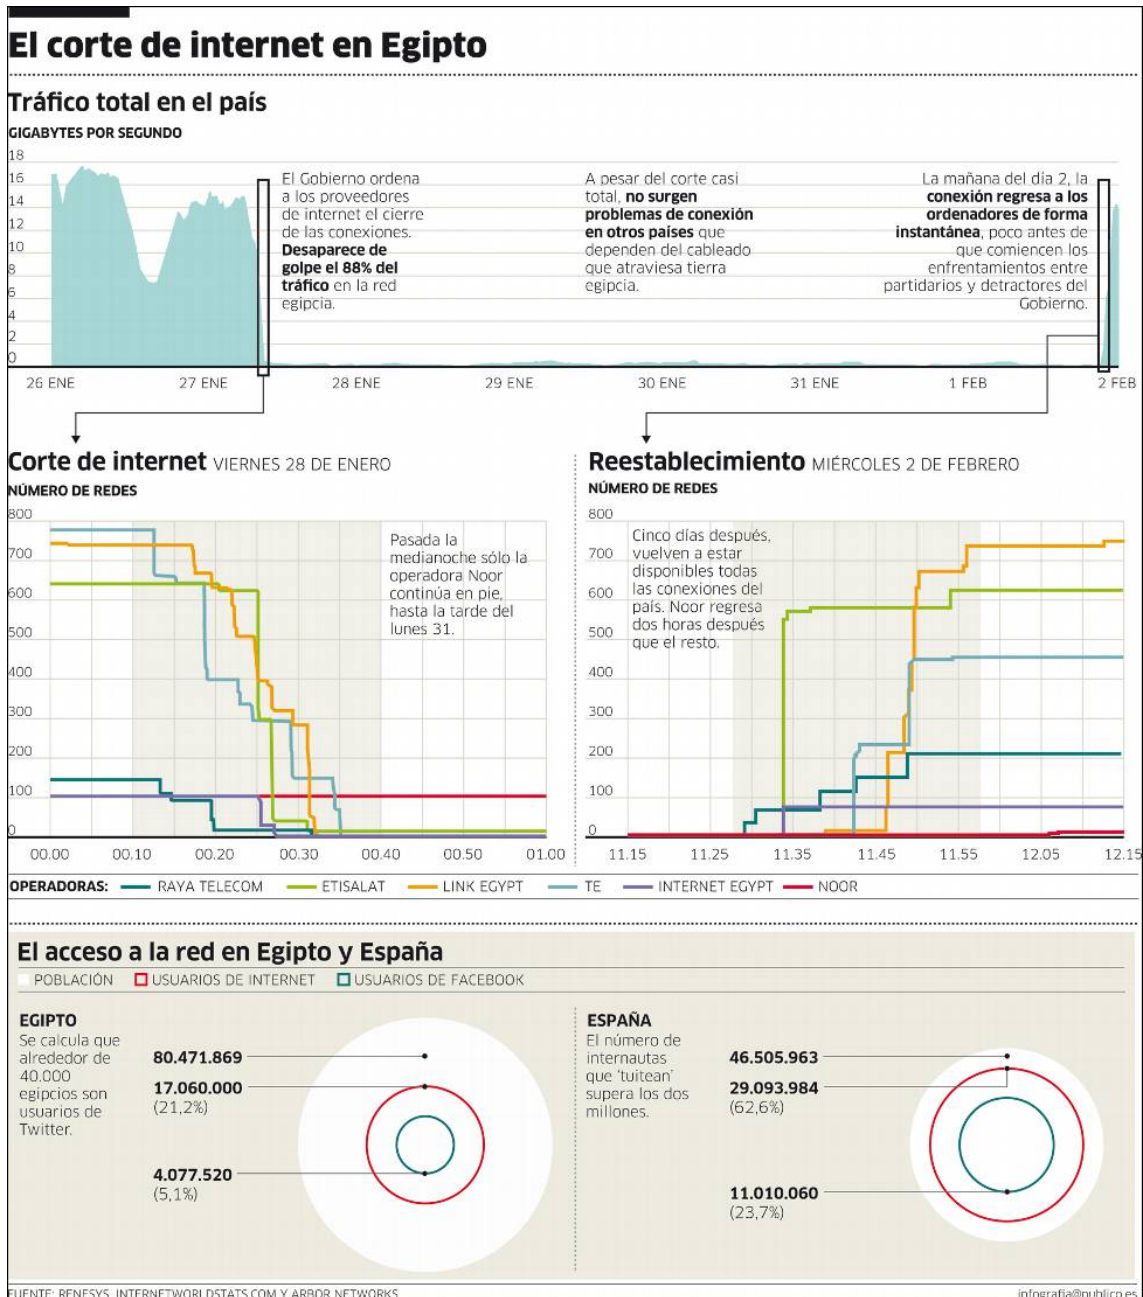 El corte de internet en Egipto
Tráfico total en el país
GIGABYTES POR SEGUNDO
18
16
14
12
10
8
6
4
2
0
El Gobierno ordena
a los proveedores
de internet el cierre
de las conexiones.
Desaparece de
golpe el 88% del
tráfico en la red
egipcia.
A pesar del corte casi
total, no surgen
problemas de conexión
en otros países que
dependen del cableado
que atraviesa tierra
egipcia.
La mañana del día 2, la
conexión regresa a los
ordenadores de forma
instantánea, poco antes de
que comiencen los
enfrentamientos entre
partidarios y detractores del
Gobierno.
26 ENE 27 ENE 28 ENE 29 ENE 30 ENE 31 ENE 1 FEB 2 FEB
Corte de internet VIERNES 28 DE ENERO
NÚMERO DE REDES
800
700
600
500
400
300
200
100
0
Pasada la
medianoche sólo la
operadora Noor
continúa en pie,
hasta la tarde del
lunes 31.
00.00 00.10 00.20 00.30 00.40 00.50 01.00
Reestablecimiento MIÉRCOLES 2 DE FEBRERO
NÚMERO DE REDES
800
700
600
500
400
300
200
100
0
Cinco días después,
vuelven a estar
disponibles todas
las conexiones del
país. Noor regresa
dos horas después
que el resto.
11.15 11.25 11.35 11.45 11.55 12.05 12.15
OPERADORAS: RAYA TELECOM ETISALAT LINK EGYPT TE INTERNET EGYPT NOOR
El acceso a la red en Egipto y España
POBLACIÓN USUARIOS DE INTERNET USUARIOS DE FACEBOOK
EGIPTO
Se calcula que
alrededor de
40.000
egipcios son
usuarios de
Twitter.
80.471.869
17.060.000
(21,2%)
4.077.520
(5,1%)
ESPAÑA
El número de
internautas
que 'tuitean'
supera los dos
millones.
46.505.963
29.093.984
(62,6%)
11.010.060
(23,7%)
FUENTE: RENESYS, INTERNETWORLDSTATS.COM Y ARBOR NETWORKS
infografia@publico.es